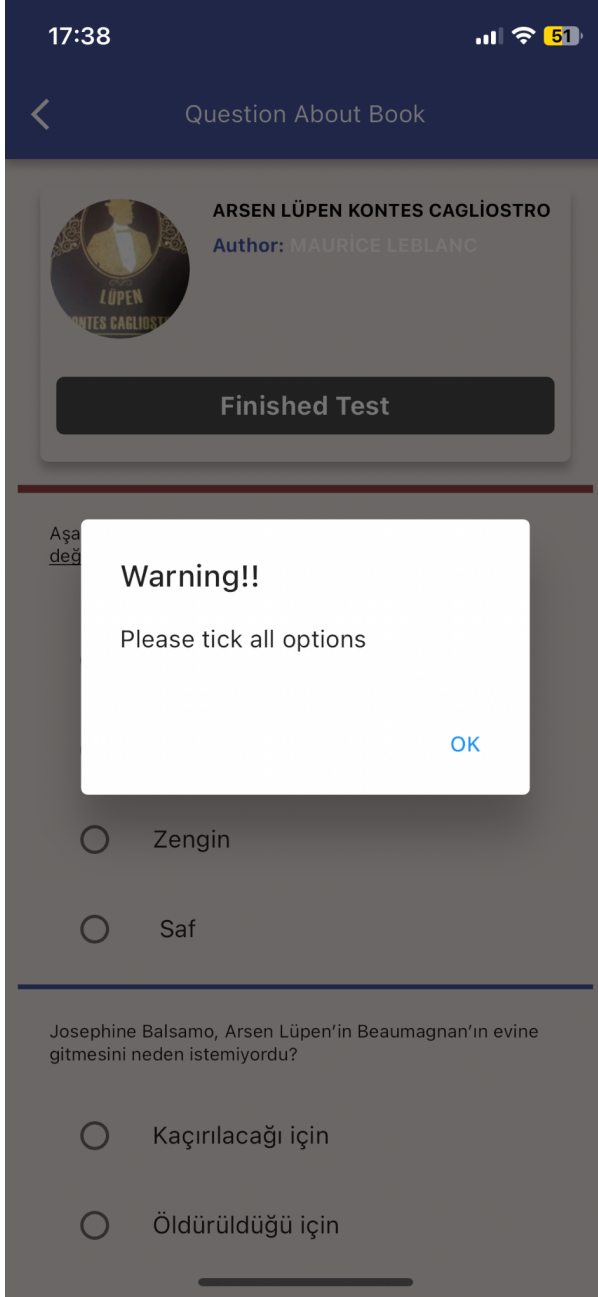 17:38
51
Question About Book
ARSEN LÜPEN KONTES CAGLİOSTRO
Author: MAURİCE LEBLANC
LÜPEN
KONTES CAGLIOST
Finished Test
Aşa
değ
Warning!!
Please tick all options
OK
Zengin
Saf
Josephine Balsamo, Arsen Lüpen’in Beaumagnan’ın evine
gitmesini neden istemiyordu?
Kaçırılacağı için
Öldürüldüğü için